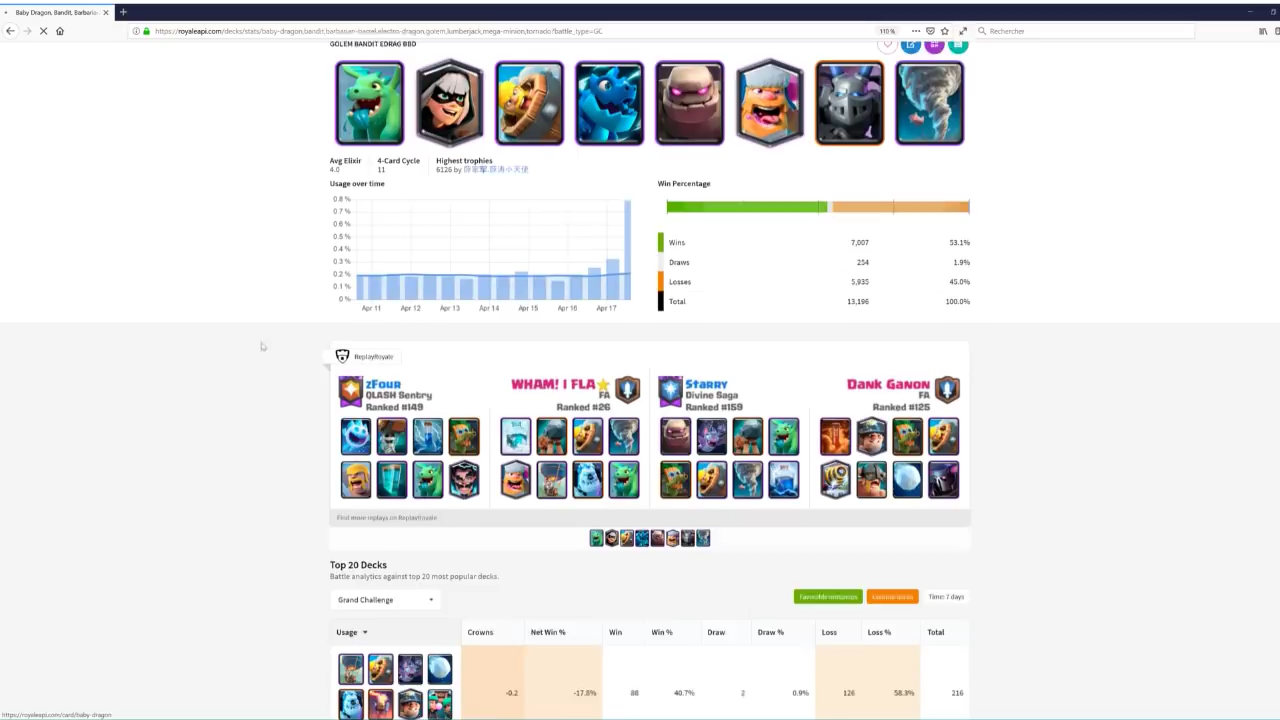 Baby Dragon, Bandit, Barbaria
https://royaleapi.com/decks/stats/baby-dragon,bandit,barbarian-barrel,electro-dragon,golem,lumberjack,mega-minion,tornado?battle_type=GC
110 %
Rechercher
GOLEM BANDIT EDRAG BBD
Avg Elixir
4-Card Cycle
Highest trophies
4.0
11
6126 by
Usage over time
Win Percentage
0.8 %
0.7 %
0.6 %
0.5 %
0.4 %
0.3 %
0.2 %
0.1 %
0 %
Apr 11
Apr 12
Apr 13
Apr 14
Apr 15
Apr 16
Apr 17
Wins 7,007 53.1%
Draws 254 1.9%
Losses 5,935 45.0%
Total 13,196 100.0%
ReplayRoyale
zFour
QLASH Sentry
Ranked #149
WHAM! I FLA
FA
Ranked #26
Starry
Divine Saga
Ranked #159
Dank Ganon
FA
Ranked #125
Find more replays on ReplayRoyale
Top 20 Decks
Battle analytics against top 20 most popular decks.
Grand Challenge
Time: 7 days
Usage Crowns Net Win % Win Win % Draw Draw % Loss Loss % Total
-0.2 -17.8% 88 40.7% 2 0.9% 126 58.3% 216
https://royaleapi.com/card/baby-dragon